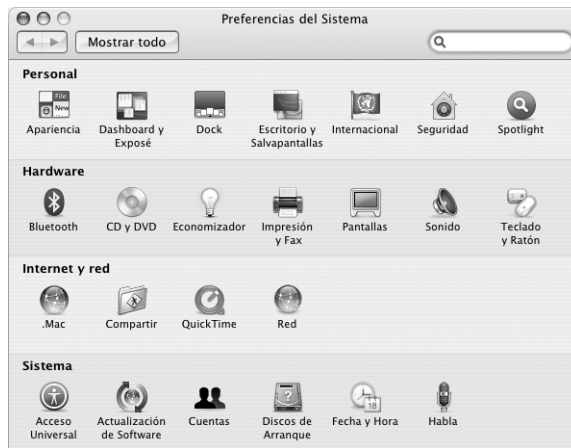 Preferencias del Sistema
Mostrar todo
Personal
File
New
Apariencia
Dashboard y
Exposé
Dock
Escritorio y
Salvapantallas
Internacional
Seguridad
Spotlight
Hardware
Bluetooth
CD y DVD
Economizador
Impresión
y Fax
Pantallas
Sonido
Teclado
y Ratón
Internet y red
.Mac
Compartir
QuickTime
Red
Sistema
Acceso
Universal
Actualización
de Software
Cuentas
Discos de
Arranque
18
Fecha y Hora
Habla